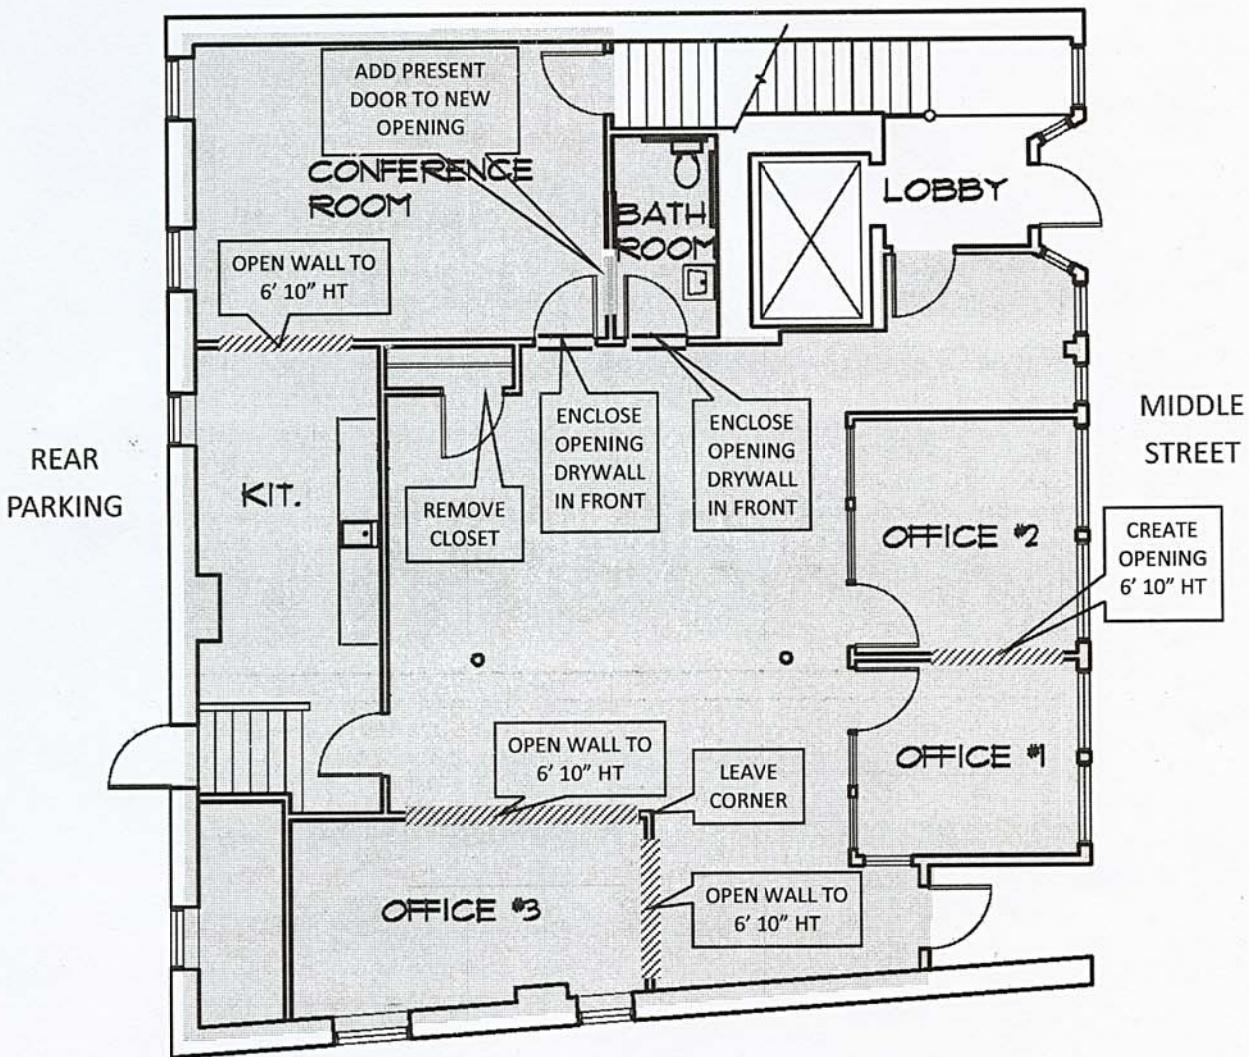 ADD PRESENT
DOOR TO NEW
OPENING
CONFERENCE
ROOM
BATH
ROOM
LOBBY
OPEN WALL TO
6' 10" HT
ENCLOSE
OPENING
DRYWALL
IN FRONT
ENCLOSE
OPENING
DRYWALL
IN FRONT
MIDDLE
STREET
REAR
PARKING
KIT.
REMOVE
CLOSET
OFFICE #2
CREATE
OPENING
6' 10" HT
OPEN WALL TO
6' 10" HT
LEAVE
CORNER
OFFICE #1
OFFICE #3
OPEN WALL TO
6' 10" HT